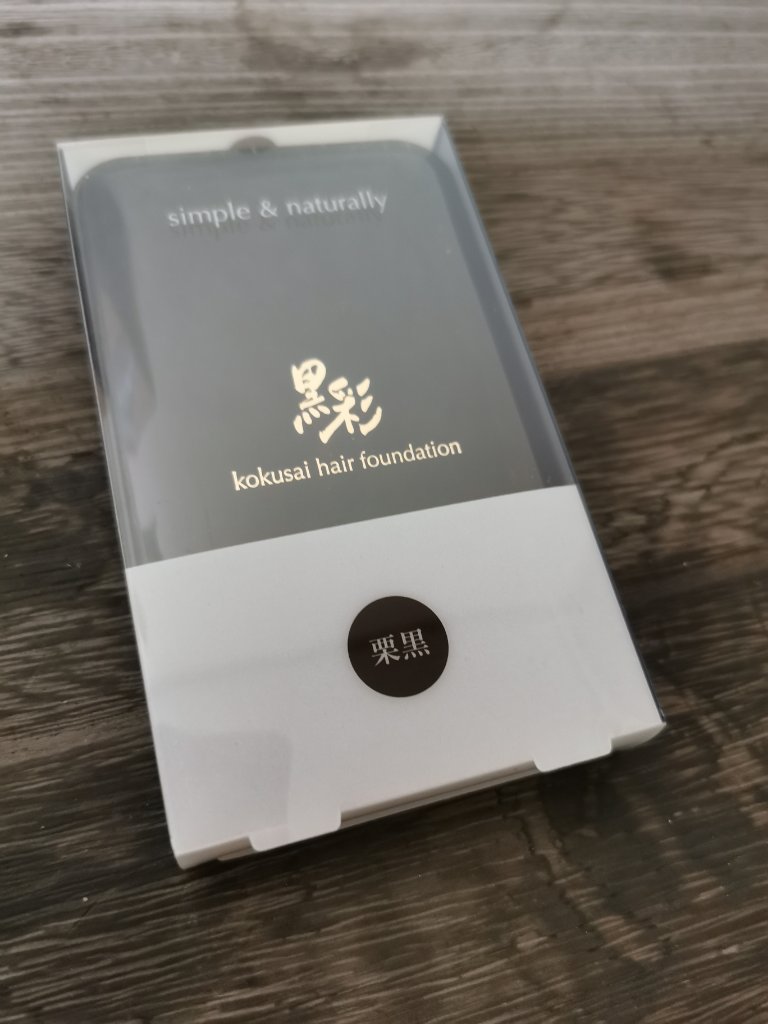 simple & naturally
黒彩
kokusai hair foundation
栗黒